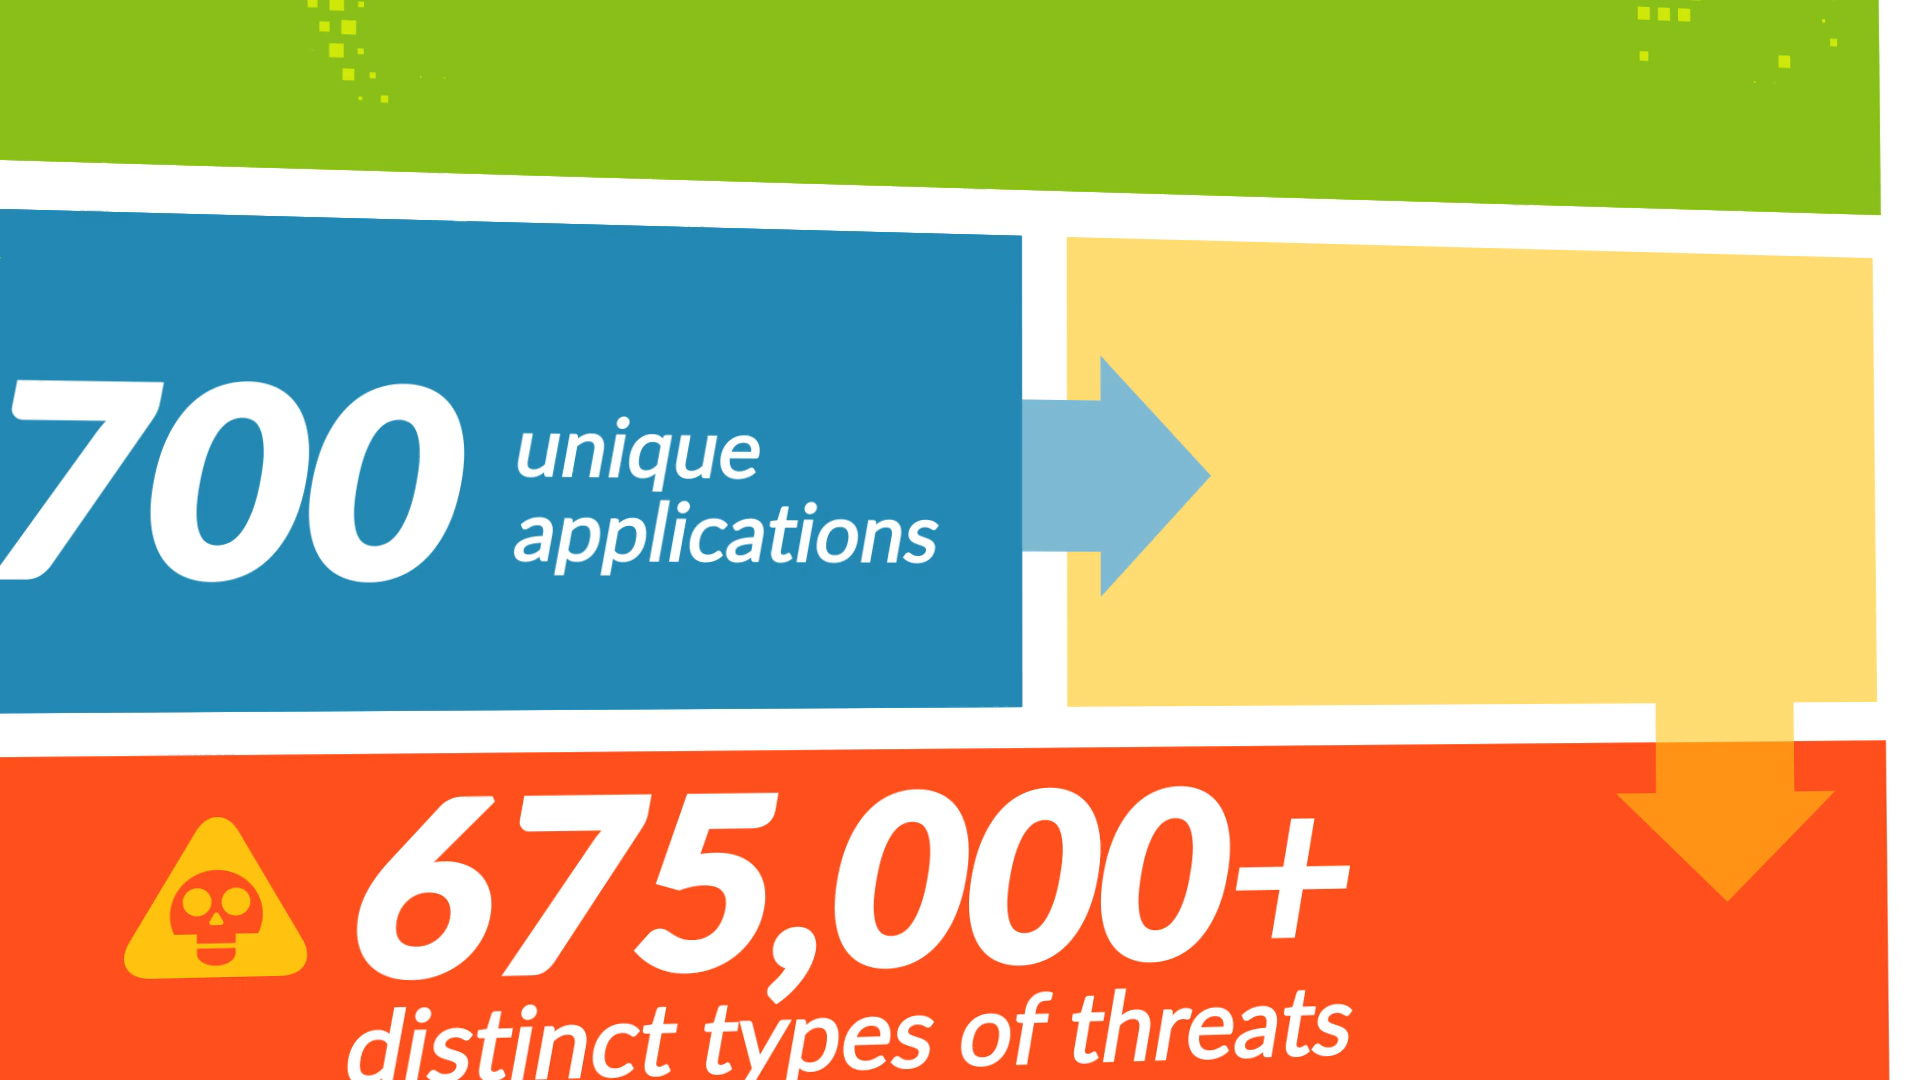 700
unique
applications
675,000+
distinct types of threats